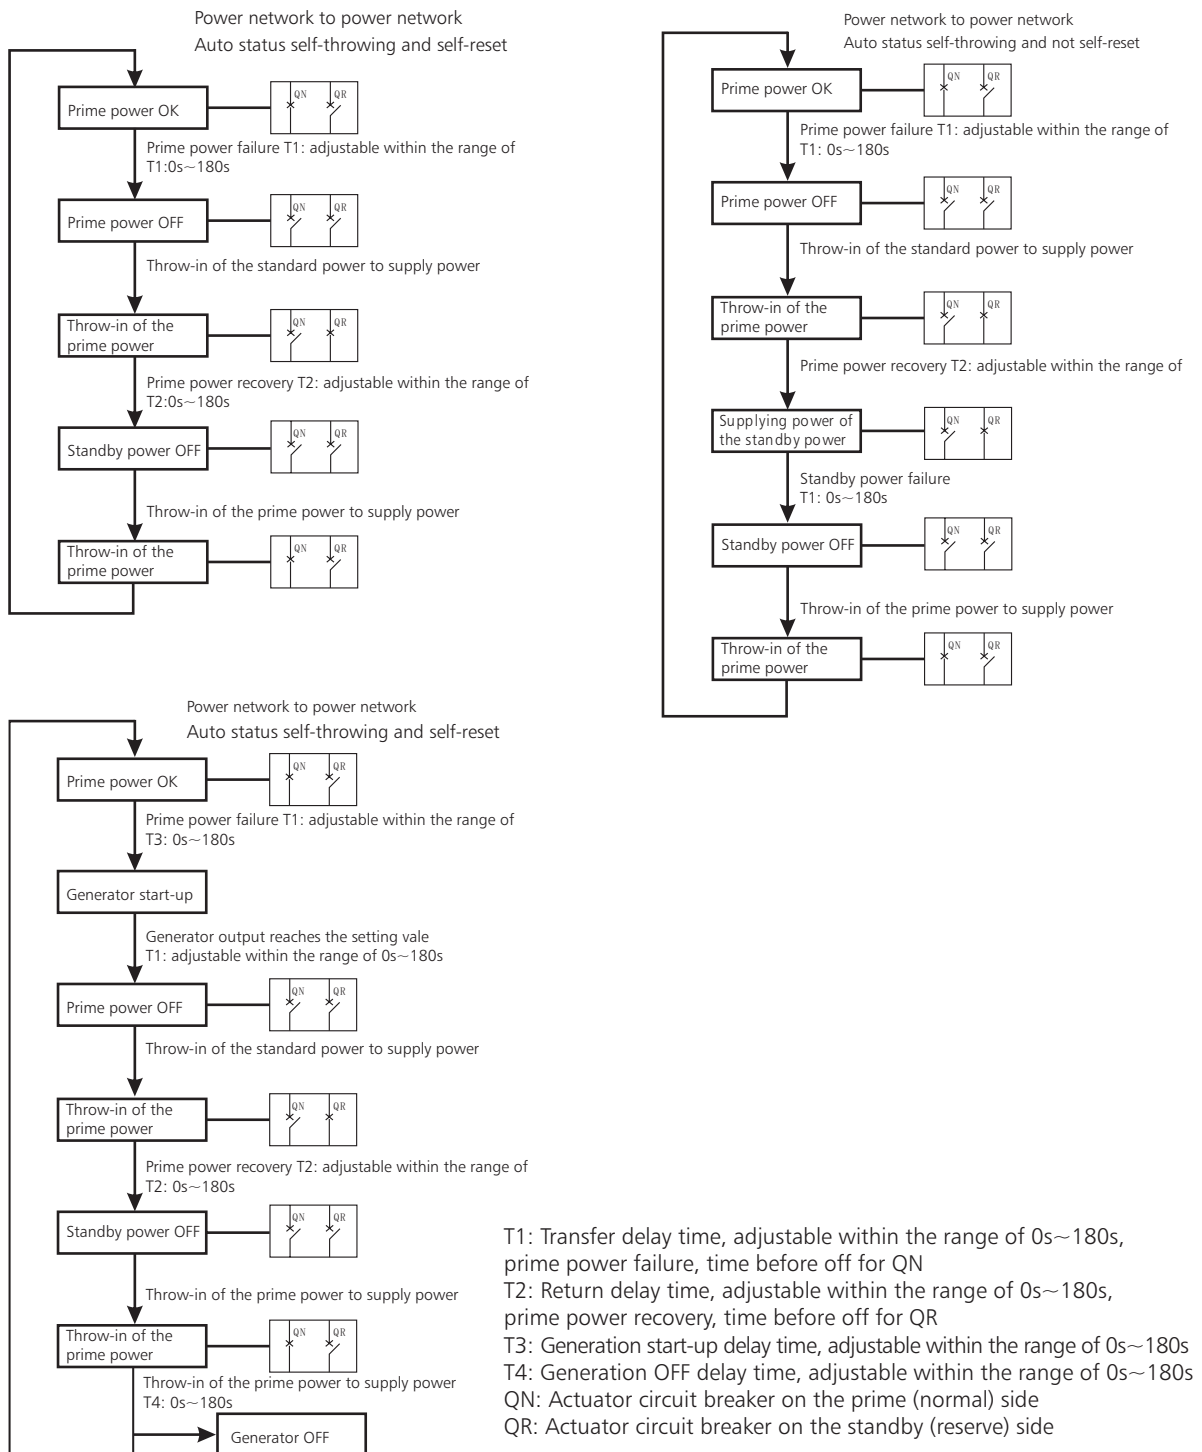 Power network to power network
Auto status self-throwing and self-reset
Prime power OK
QN QR
Prime power failure T1: adjustable within the range of
T1:0s~180s
Prime power OFF
QN QR
Throw-in of the standard power to supply power
Throw-in of the
prime power
QN QR
Prime power recovery T2: adjustable within the range of
T2:0s~180s
Standby power OFF
QN QR
Throw-in of the prime power to supply power
Throw-in of the
prime power
QN QR
Power network to power network
Auto status self-throwing and not self-reset
Prime power OK
QN QR
Prime power failure T1: adjustable within the range of
T1: 0s~180s
Prime power OFF
QN QR
Throw-in of the standard power to supply power
Throw-in of the
prime power
QN QR
Prime power recovery T2: adjustable within the range of
Supplying power of
the standby power
QN QR
Standby power failure
T1: 0s~180s
Standby power OFF
QN QR
Throw-in of the prime power to supply power
Throw-in of the
prime power
QN QR
Power network to power network
Auto status self-throwing and self-reset
Prime power OK
QN QR
Prime power failure T1: adjustable within the range of
T3: 0s~180s
Generator start-up
Generator output reaches the setting vale
T1: adjustable within the range of 0s~180s
Prime power OFF
QN QR
Throw-in of the standard power to supply power
Throw-in of the
prime power
QN QR
Prime power recovery T2: adjustable within the range of
T2: 0s~180s
Standby power OFF
QN QR
Throw-in of the prime power to supply power
Throw-in of the
prime power
QN QR
Throw-in of the prime power to supply power
T4: 0s~180s
Generator OFF
T1: Transfer delay time, adjustable within the range of 0s~180s,
prime power failure, time before off for QN
T2: Return delay time, adjustable within the range of 0s~180s,
prime power recovery, time before off for QR
T3: Generation start-up delay time, adjustable within the range of 0s~180s
T4: Generation OFF delay time, adjustable within the range of 0s~180s
QN: Actuator circuit breaker on the prime (normal) side
QR: Actuator circuit breaker on the standby (reserve) side